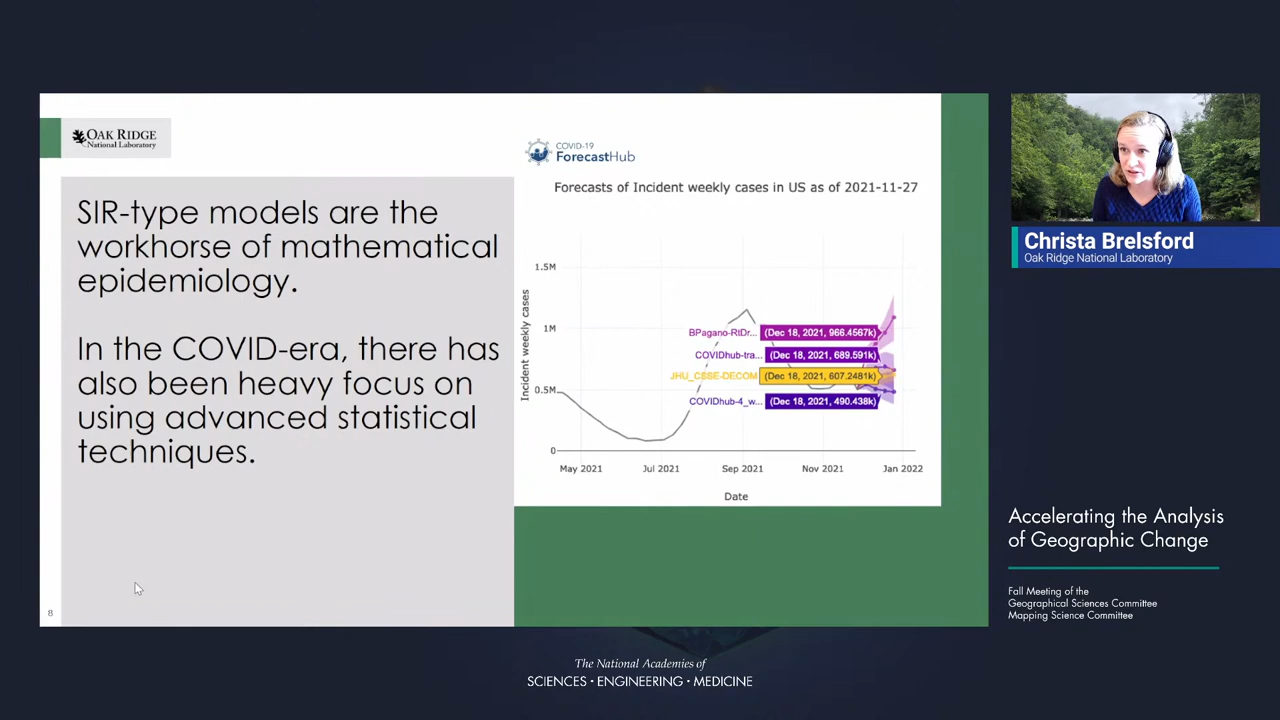 OAK RIDGE
National Laboratory
SIR-type models are the
workhorse of mathematical
epidemiology.
In the COVID-era, there has
also been heavy focus on
using advanced statistical
techniques.
8
COVID-19
ForecastHub
Forecasts of Incident weekly cases in US as of 2021-11-27
Incident weekly cases
1.5M
1M
0.5M
0
BPagano-RtDr... (Dec 18, 2021, 966.4567k)
COVIDhub-tra... (Dec 18, 2021, 689.591k)
JHU_CSSE-DECOM (Dec 18, 2021, 607.2481k)
COVIDhub-4_w... (Dec 18, 2021, 490.438k)
May 2021 Jul 2021 Sep 2021 Nov 2021 Jan 2022
Date
Christa Brelsford
Oak Ridge National Laboratory
Accelerating the Analysis
of Geographic Change
Fall Meeting of the
Geographical Sciences Committee
Mapping Science Committee
The National Academies of
SCIENCES • ENGINEERING • MEDICINE